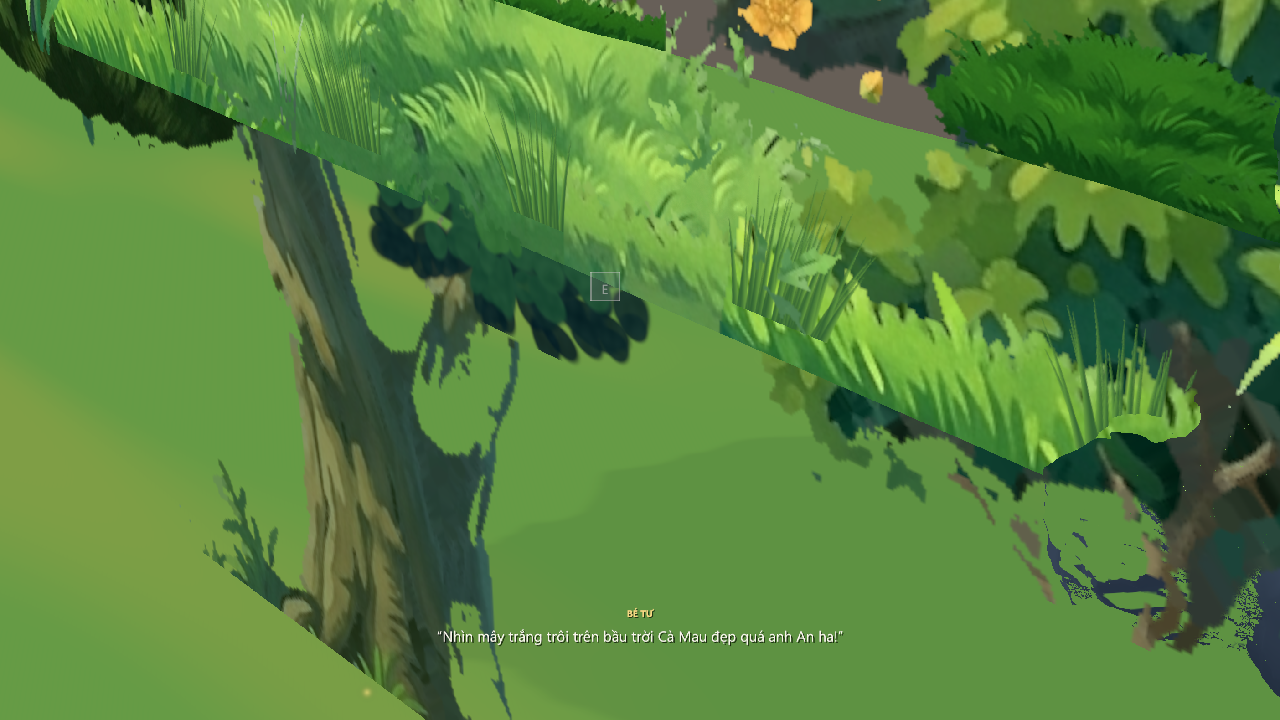 E
BÉ TƯ
“Nhìn mây trắng trôi trên bầu trời Cà Mau đẹp quá anh An ha!”